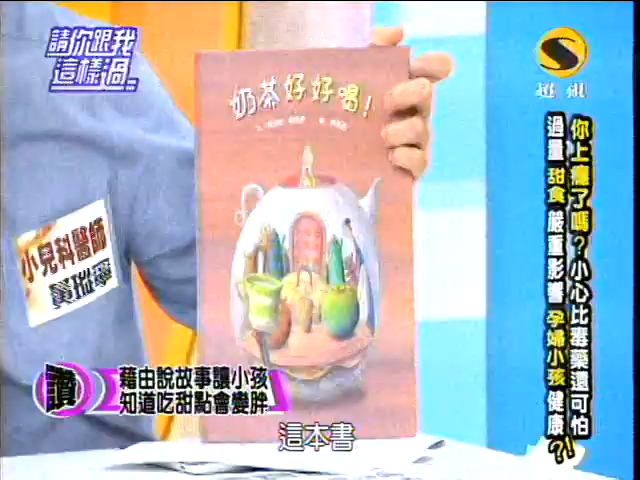 請你跟我
這樣過
奶茶好好喝!
超視
你上癮了嗎?小心比毒藥還可怕
過量甜食嚴重影響孕婦小孩健康?!
小兒科醫師
黃瑽寧
讚
藉由說故事讓小孩
知道吃甜點會變胖
這本書